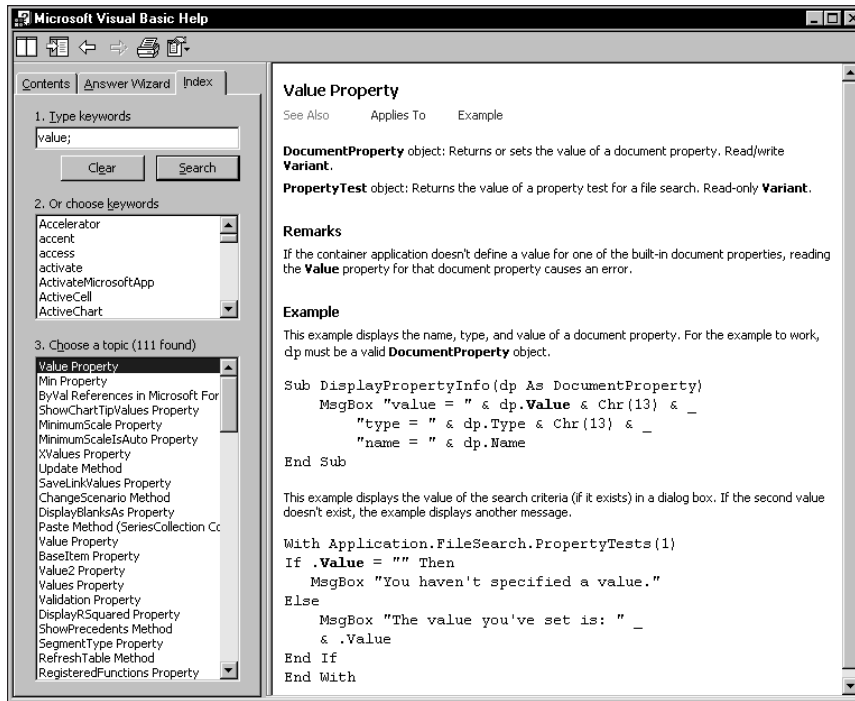 Microsoft Visual Basic Help
Contents Answer Wizard Index
1. Type keywords
value;
Clear Search
2. Or choose keywords
Accelerator
accent
access
activate
ActivateMicrosoftApp
ActiveCell
ActiveChart
3. Choose a topic (111 found)
Value Property
Min Property
ByVal References in Microsoft For
ShowChartTipValues Property
MinimumScale Property
MinimumScaleIsAuto Property
XValues Property
Update Method
SaveLinkValues Property
ChangeScenario Method
DisplayBlanksAs Property
Paste Method (SeriesCollection Cc
Value Property
BaseItem Property
Value2 Property
Values Property
Validation Property
DisplayRSquared Property
ShowPrecedents Method
SegmentType Property
RefreshTable Method
RegisteredFunctions Property
Value Property
See Also Applies To Example
DocumentProperty object: Returns or sets the value of a document property. Read/write
Variant.
PropertyTest object: Returns the value of a property test for a file search. Read-only Variant.
Remarks
If the container application doesn't define a value for one of the built-in document properties, reading
the Value property for that document property causes an error.
Example
This example displays the name, type, and value of a document property. For the example to work,
dp must be a valid DocumentProperty object.
Sub DisplayPropertyInfo(dp As DocumentProperty)
MsgBox "value = " & dp.Value & Chr(13) & _
"type = " & dp.Type & Chr(13) & _
"name = " & dp.Name
End Sub
This example displays the value of the search criteria (if it exists) in a dialog box. If the second value
doesn't exist, the example displays another message.
With Application.FileSearch.PropertyTests(1)
If .Value = "" Then
MsgBox "You haven't specified a value."
Else
MsgBox "The value you've set is: " _
& .Value
End If
End With